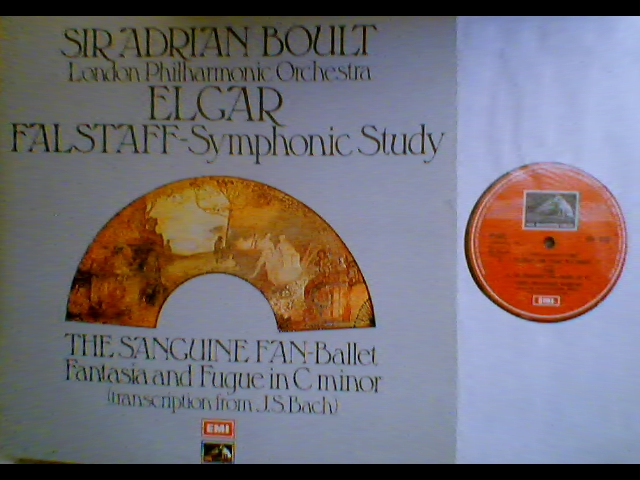 SIR ADRIAN BOULT
London Philharmonic Orchestra
ELGAR
FALSTAFF-Symphonic Study
THE SANGUINE FAN-Ballet
Fantasia and Fugue in C minor
(transcription from J.S.Bach)
EMI
EMI